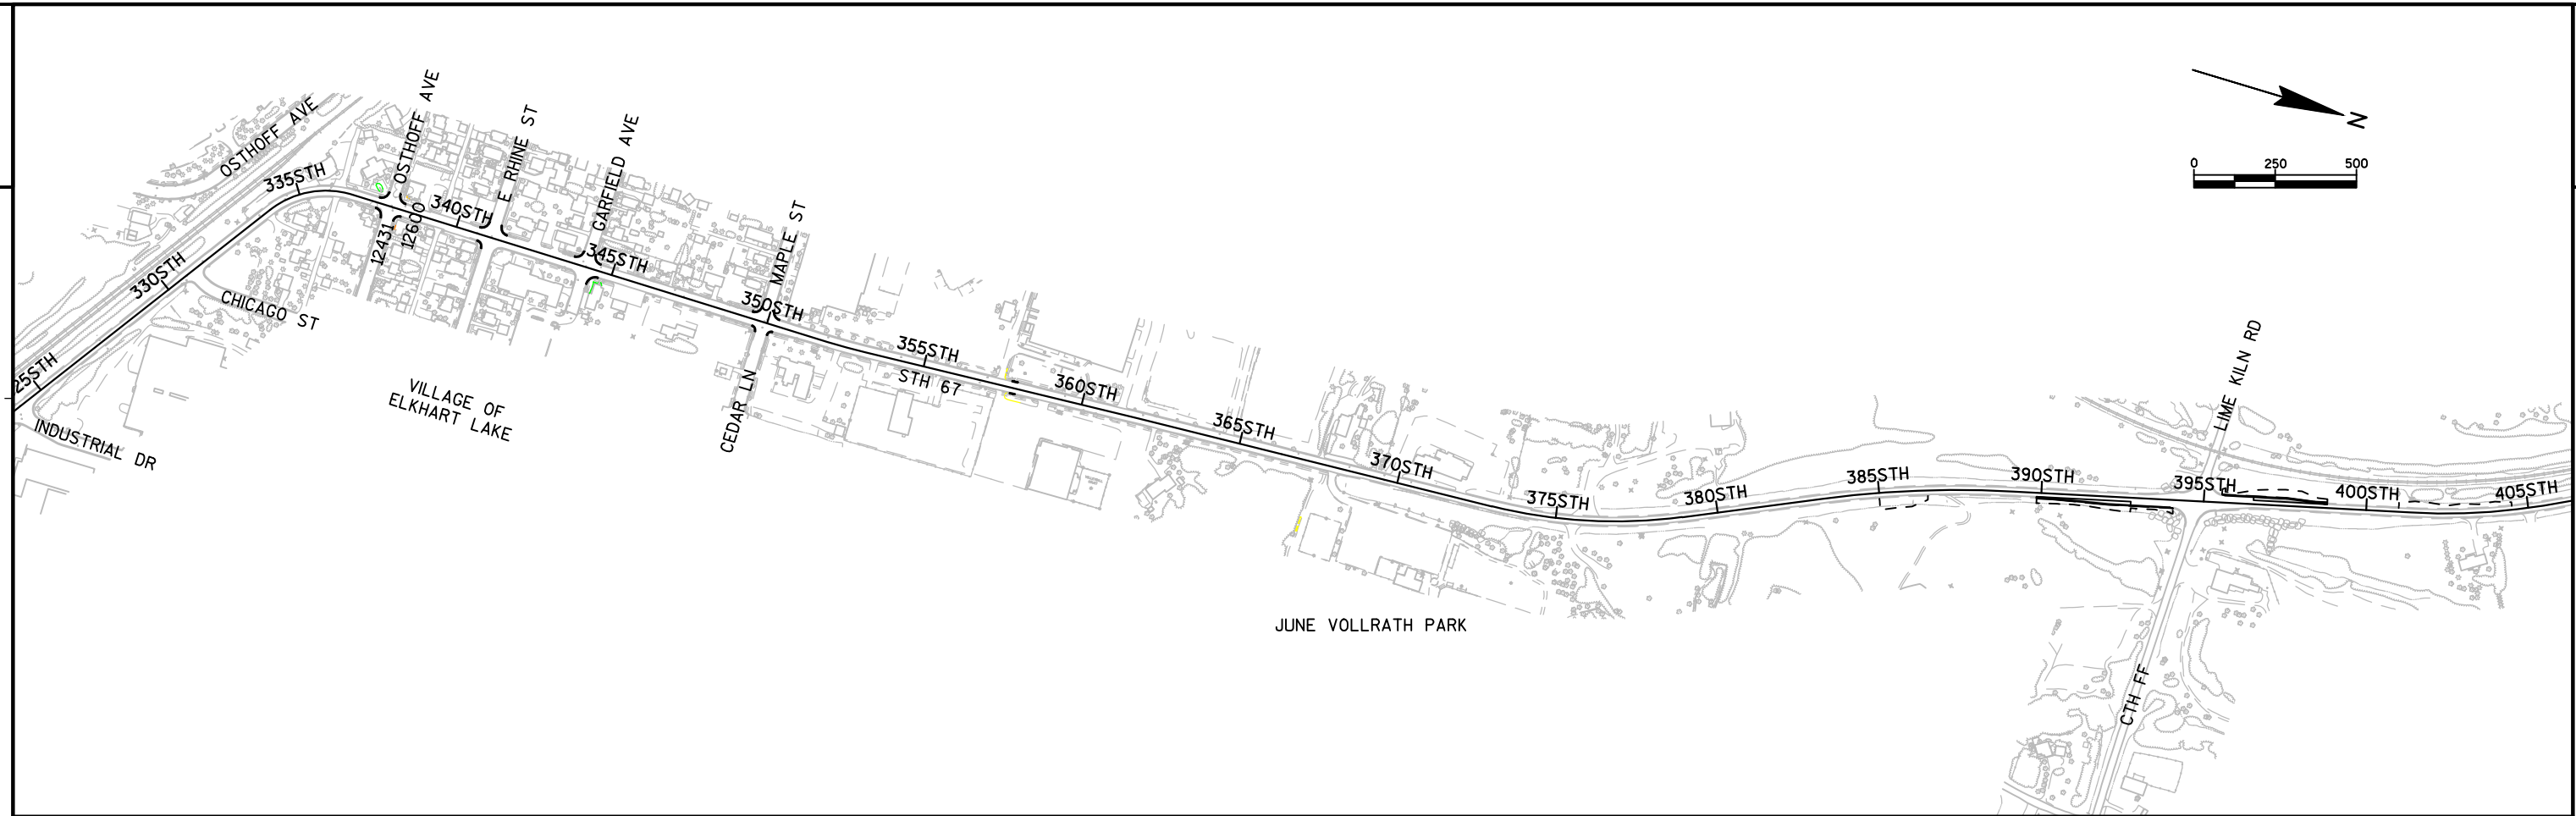 OSTHOFF AVE
OSTHOFF AVE
E RHINE ST
GARFIELD AVE
MAPLE ST
N
0 250 500
335STH
340STH
12431
12600
345STH
330STH
CHICAGO ST
350STH
25STH
355STH
STH 67
360STH
VILLAGE OF
ELKHART LAKE
CEDAR LN
INDUSTRIAL DR
365STH
370STH
375STH
380STH
385STH
390STH
395STH
400STH
405STH
LIME KILN RD
JUNE VOLLRATH PARK
CTH FF